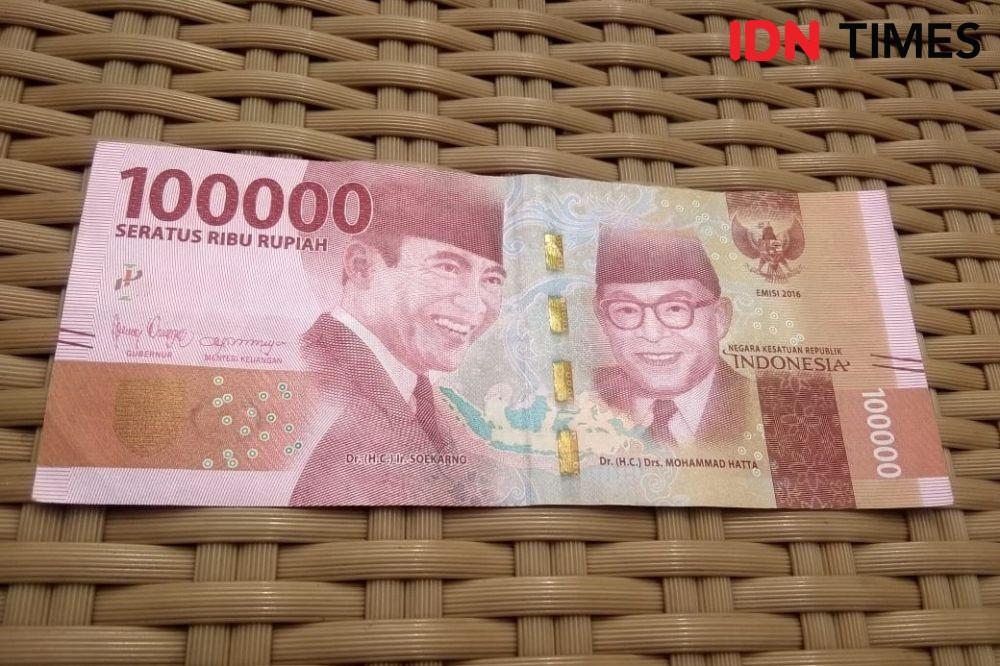 IDN TIMES
100000
SERATUS RIBU RUPIAH
GUBERNUR
MENTERI KEUANGAN
Dr. (H.C.) Ir. SOEKARNO
EMISI 2016
NEGARA KESATUAN REPUBLIK
INDONESIA
Dr. (H.C.) Drs. MOHAMMAD HATTA
100000